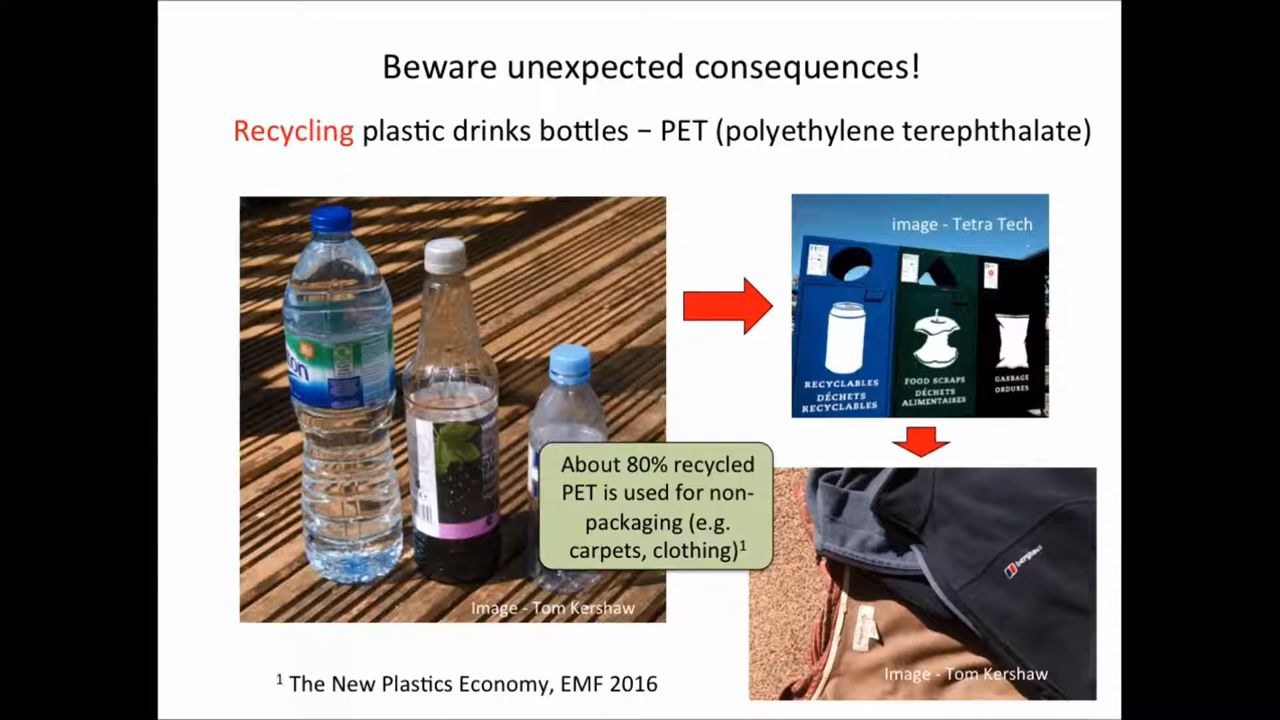 Beware unexpected consequences!
Recycling plastic drinks bottles – PET (polyethylene terephthalate)
image - Tetra Tech
RECYCLABLES
DÉCHETS
RECYCLABLES
FOOD SCRAPS
DÉCHETS
ALIMENTAIRES
GARBAGE
ORDURES
About 80% recycled
PET is used for non-
packaging (e.g.
carpets, clothing)¹
berghaus
Image - Tom Kershaw
Image - Tom Kershaw
¹ The New Plastics Economy, EMF 2016